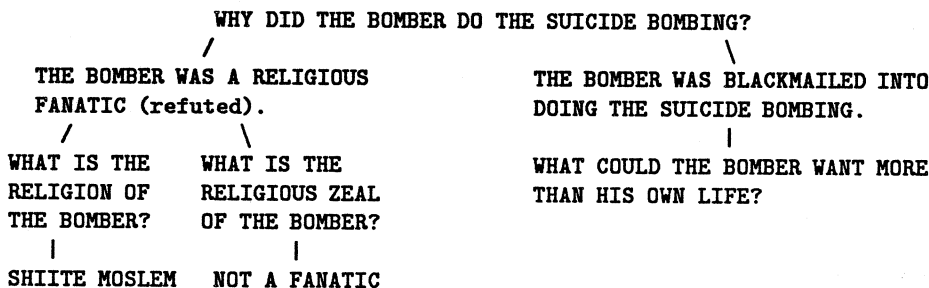 WHY DID THE BOMBER DO THE SUICIDE BOMBING?
THE BOMBER WAS A RELIGIOUS
FANATIC (refuted).
THE BOMBER WAS BLACKMAILED INTO
DOING THE SUICIDE BOMBING.
WHAT IS THE
RELIGION OF
THE BOMBER?
WHAT IS THE
RELIGIOUS ZEAL
OF THE BOMBER?
WHAT COULD THE BOMBER WANT MORE
THAN HIS OWN LIFE?
SHIITE MOSLEM
NOT A FANATIC